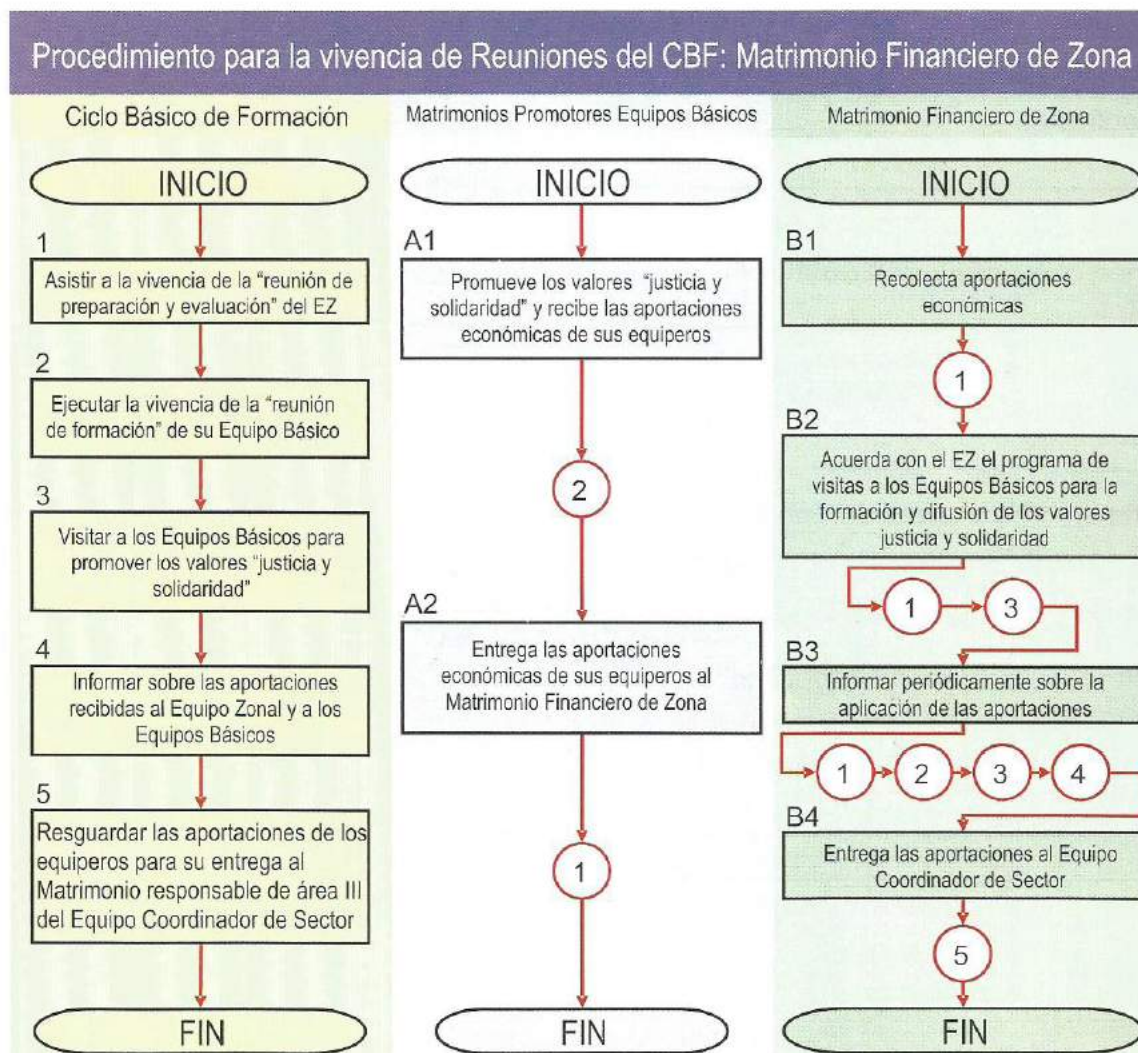 Procedimiento para la vivencia de Reuniones del CBF: Matrimonio Financiero de Zona
Ciclo Básico de Formación
INICIO
1
Asistir a la vivencia de la “reunión de
preparación y evaluación” del EZ
2
Ejecutar la vivencia de la “reunión
de formación” de su Equipo Básico
3
Visitar a los Equipos Básicos para
promover los valores “justicia y
solidaridad”
4
Informar sobre las aportaciones
recibidas al Equipo Zonal y a los
Equipos Básicos
5
Resguardar las aportaciones de los
equiperos para su entrega al
Matrimonio responsable de área III
del Equipo Coordinador de Sector
FIN
Matrimonios Promotores Equipos Básicos
INICIO
A1
Promueve los valores “justicia y
solidaridad” y recibe las aportaciones
económicas de sus equiperos
2
A2
Entrega las aportaciones
económicas de sus equiperos al
Matrimonio Financiero de Zona
1
FIN
Matrimonio Financiero de Zona
INICIO
B1
Recolecta aportaciones
económicas
1
B2
Acuerda con el EZ el programa de
visitas a los Equipos Básicos para la
formación y difusión de los valores
justicia y solidaridad
1 3
B3
Informar periódicamente sobre la
aplicación de las aportaciones
1 2 3 4
B4
Entrega las aportaciones al Equipo
Coordinador de Sector
5
FIN